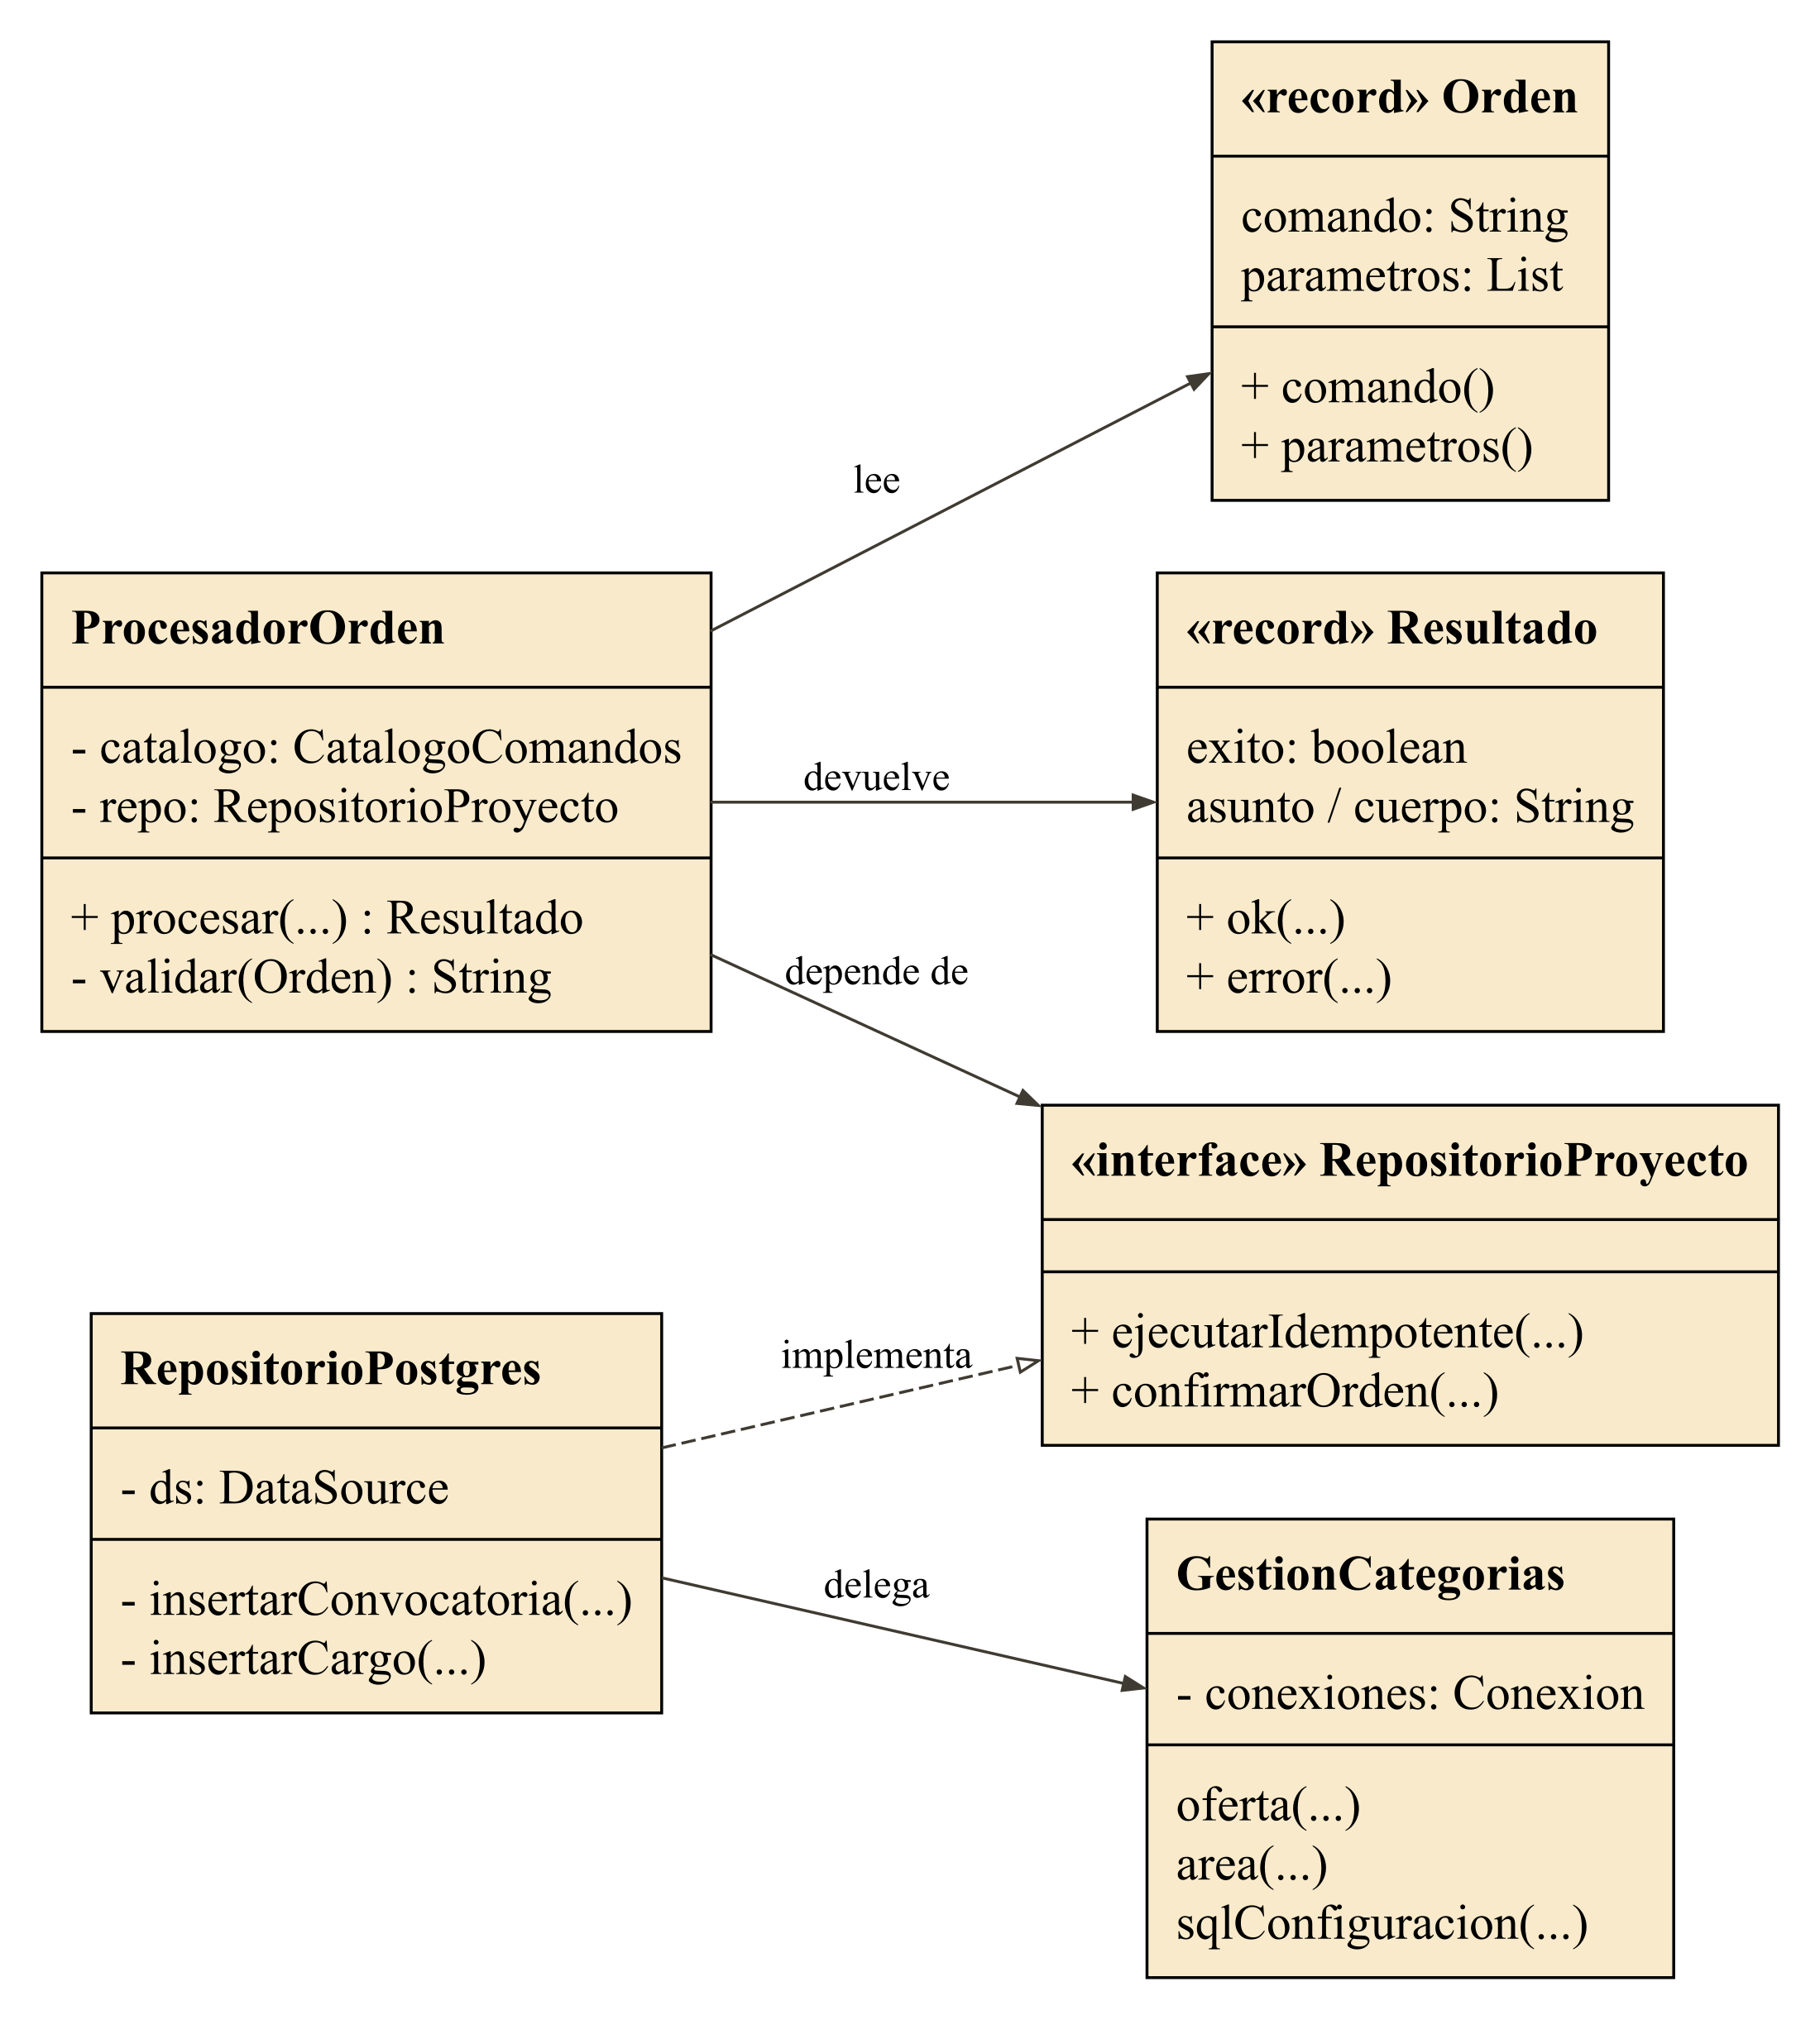 «record» Orden
comando: String
parametros: List
+ comando()
+ parametros()
lee
ProcesadorOrden
- catalogo: CatalogoComandos
- repo: RepositorioProyecto
+ procesar(...) : Resultado
- validar(Orden) : String
devuelve
«record» Resultado
exito: boolean
asunto / cuerpo: String
+ ok(...)
+ error(...)
depende de
«interface» RepositorioProyecto
+ ejecutarIdempotente(...)
+ confirmarOrden(...)
RepositorioPostgres
- ds: DataSource
- insertarConvocatoria(...)
- insertarCargo(...)
implementa
delega
GestionCategorias
- conexiones: Conexion
oferta(...)
area(...)
sqlConfiguracion(...)